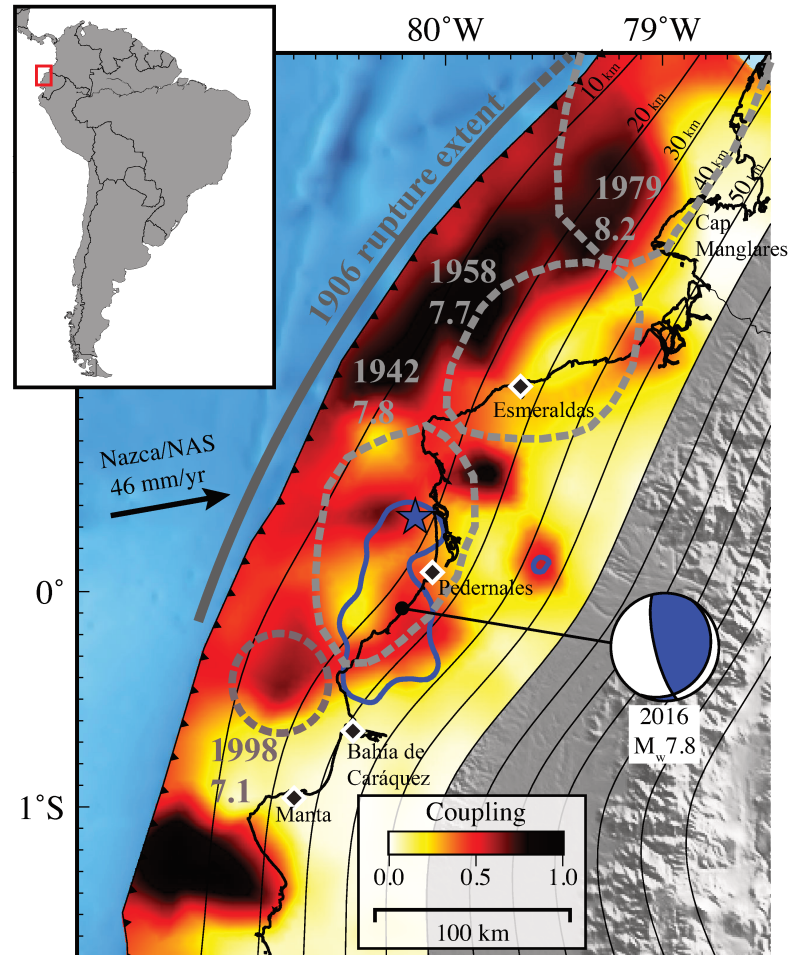 80°W
79°W
10 km
20 km
30 km
40 km
50 km
1906 rupture extent
1979
8.2
Cap
Manglares
1958
7.7
1942
7.8
Esmeraldas
Nazca/NAS
46 mm/yr
0°
Pedernales
2016
Mw7.8
1998
7.1
Bahía de
Caráquez
1°S
Manta
Coupling
0.0
0.5
1.0
100 km